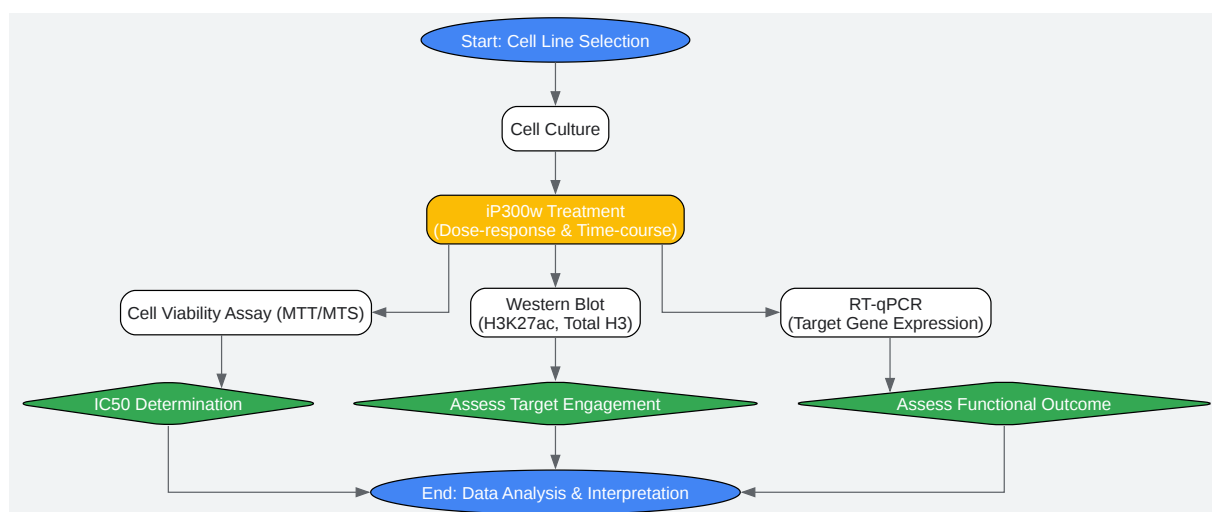 Start: Cell Line Selection
Cell Culture
iP300w Treatment
(Dose-response & Time-course)
Cell Viability Assay (MTT/MTS)
Western Blot
(H3K27ac, Total H3)
RT-qPCR
(Target Gene Expression)
IC50 Determination
Assess Target Engagement
Assess Functional Outcome
End: Data Analysis & Interpretation